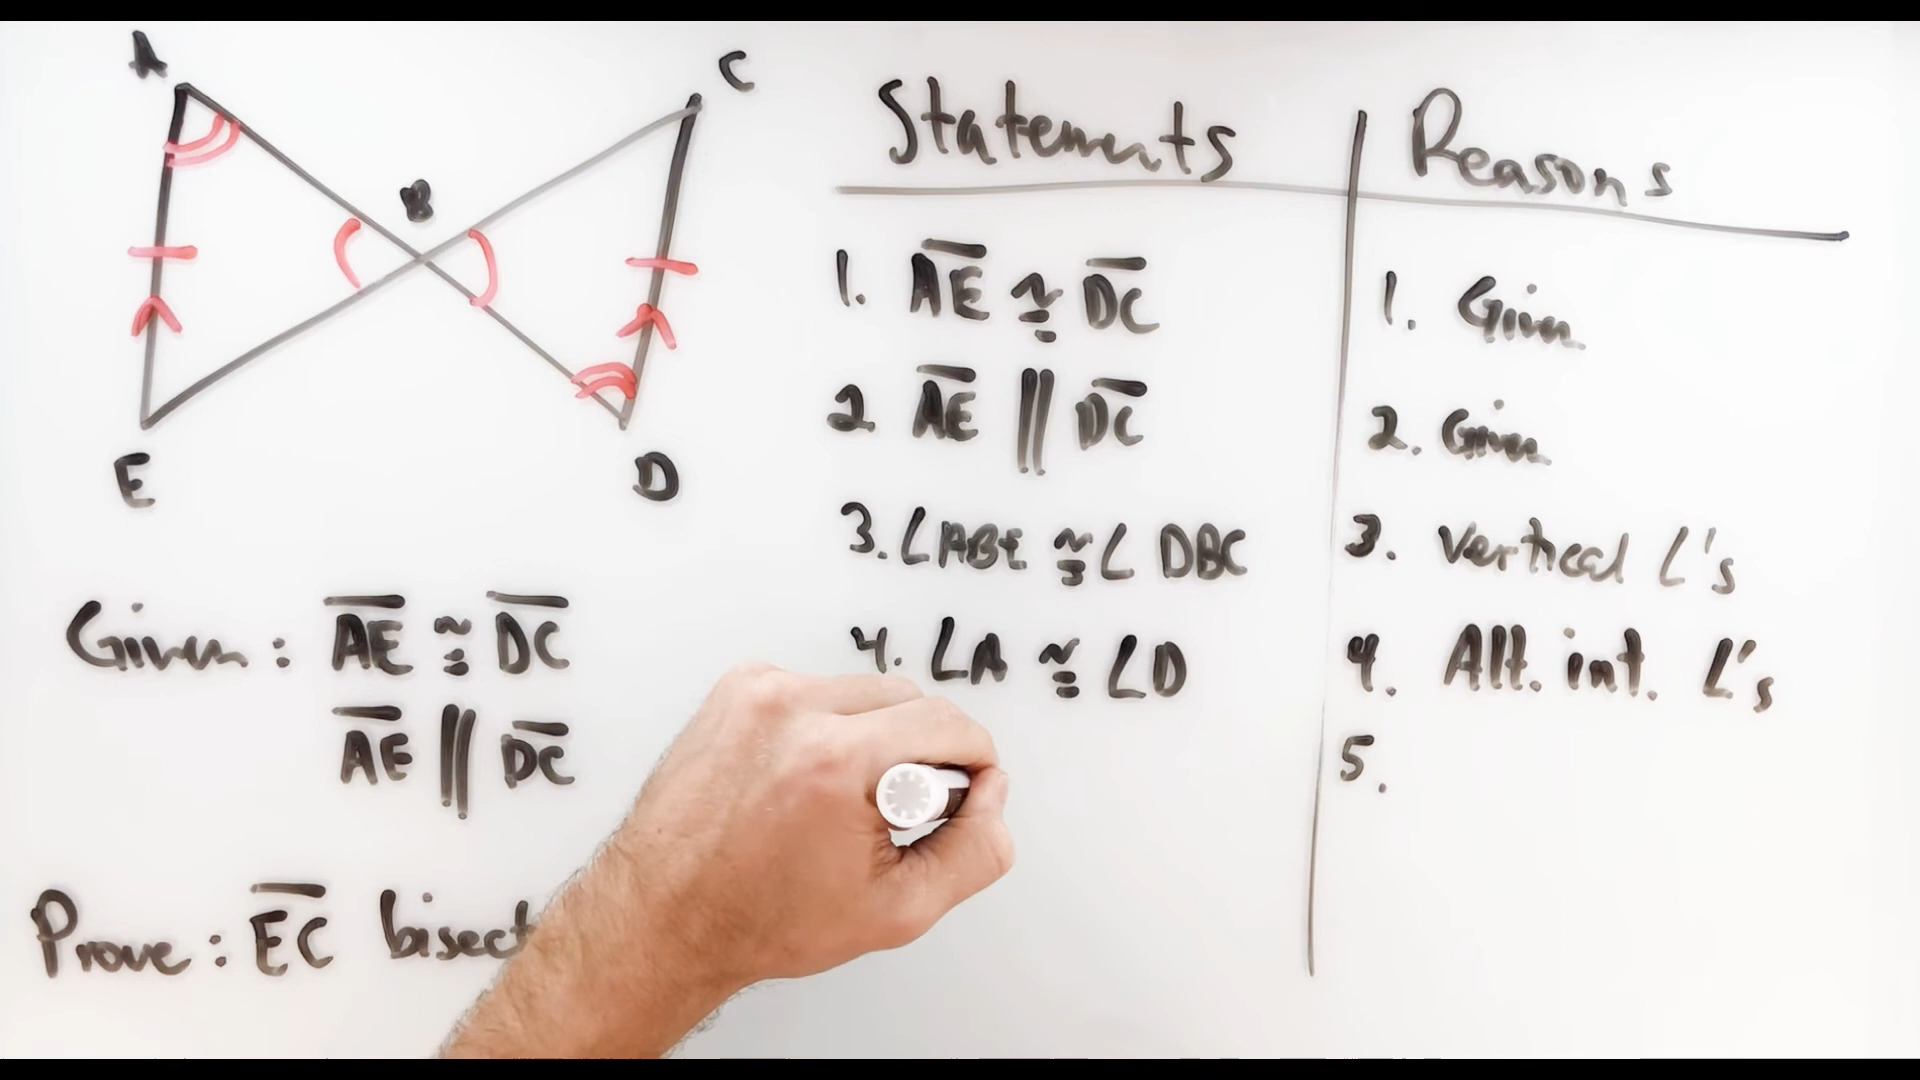 A
C
B
E
D
Given: AE ≅ DC
AE ∥ DC
Prove: EC bisect
Statements
Reasons
1. AE ≅ DC
1. Given
2 AE ∥ DC
2. Given
3. ∠ABE ≅ ∠DBC
3. Vertical ∠'s
4. ∠A ≅ ∠D
4. Alt. int. ∠'s
5.